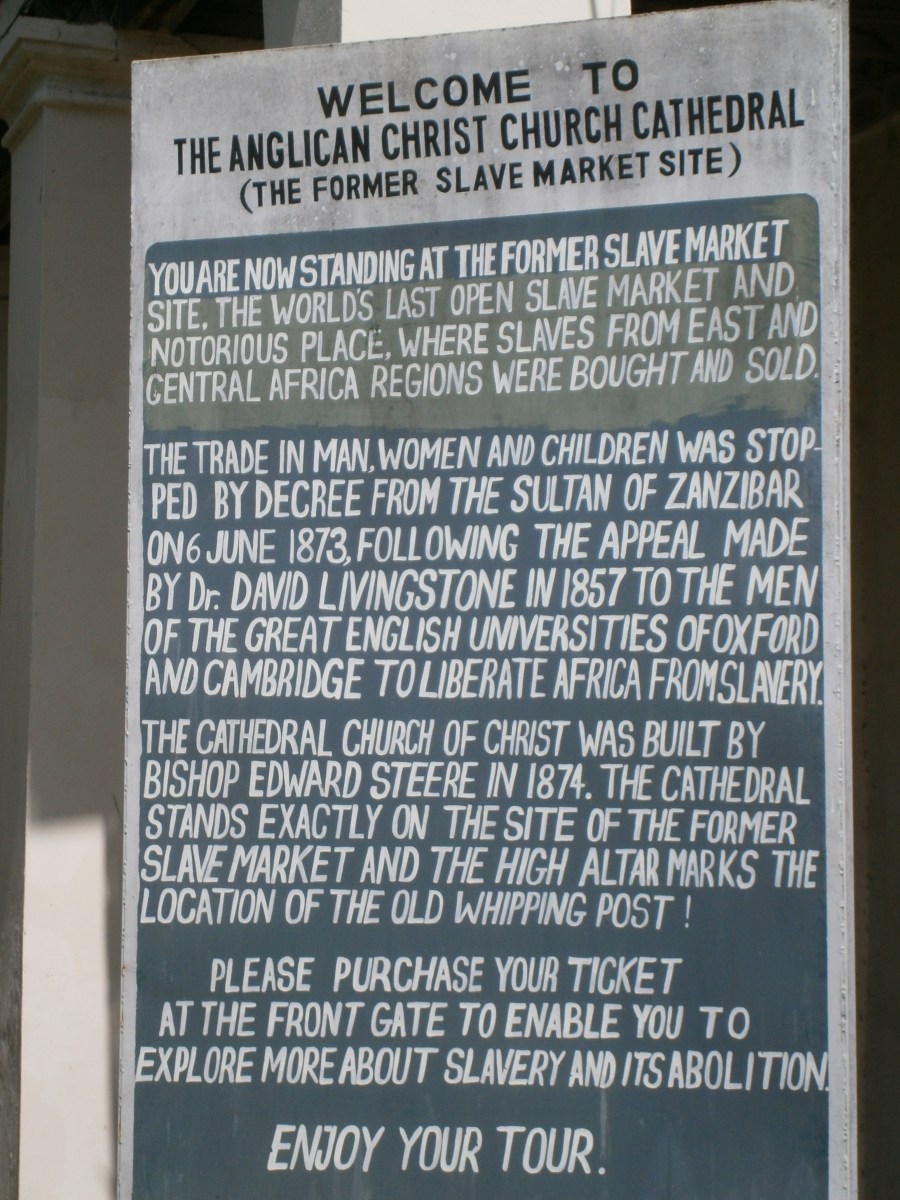 WELCOME TO
THE ANGLICAN CHRIST CHURCH CATHEDRAL
(THE FORMER SLAVE MARKET SITE)
YOU ARE NOW STANDING AT THE FORMER SLAVE MARKET
SITE, THE WORLD'S LAST OPEN SLAVE MARKET AND
NOTORIOUS PLACE, WHERE SLAVES FROM EAST AND
CENTRAL AFRICA REGIONS WERE BOUGHT AND SOLD.
THE TRADE IN MAN, WOMEN AND CHILDREN WAS STOP-
PED BY DECREE FROM THE SULTAN OF ZANZIBAR
ON 6 JUNE 1873, FOLLOWING THE APPEAL MADE
BY Dr. DAVID LIVINGSTONE IN 1857 TO THE MEN
OF THE GREAT ENGLISH UNIVERSITIES OF OXFORD
AND CAMBRIDGE TO LIBERATE AFRICA FROM SLAVERY.
THE CATHEDRAL CHURCH OF CHRIST WAS BUILT BY
BISHOP EDWARD STEERE IN 1874. THE CATHEDRAL
STANDS EXACTLY ON THE SITE OF THE FORMER
SLAVE MARKET AND THE HIGH ALTAR MARKS THE
LOCATION OF THE OLD WHIPPING POST !
PLEASE PURCHASE YOUR TICKET
AT THE FRONT GATE TO ENABLE YOU TO
EXPLORE MORE ABOUT SLAVERY AND ITS ABOLITION.
ENJOY YOUR TOUR.